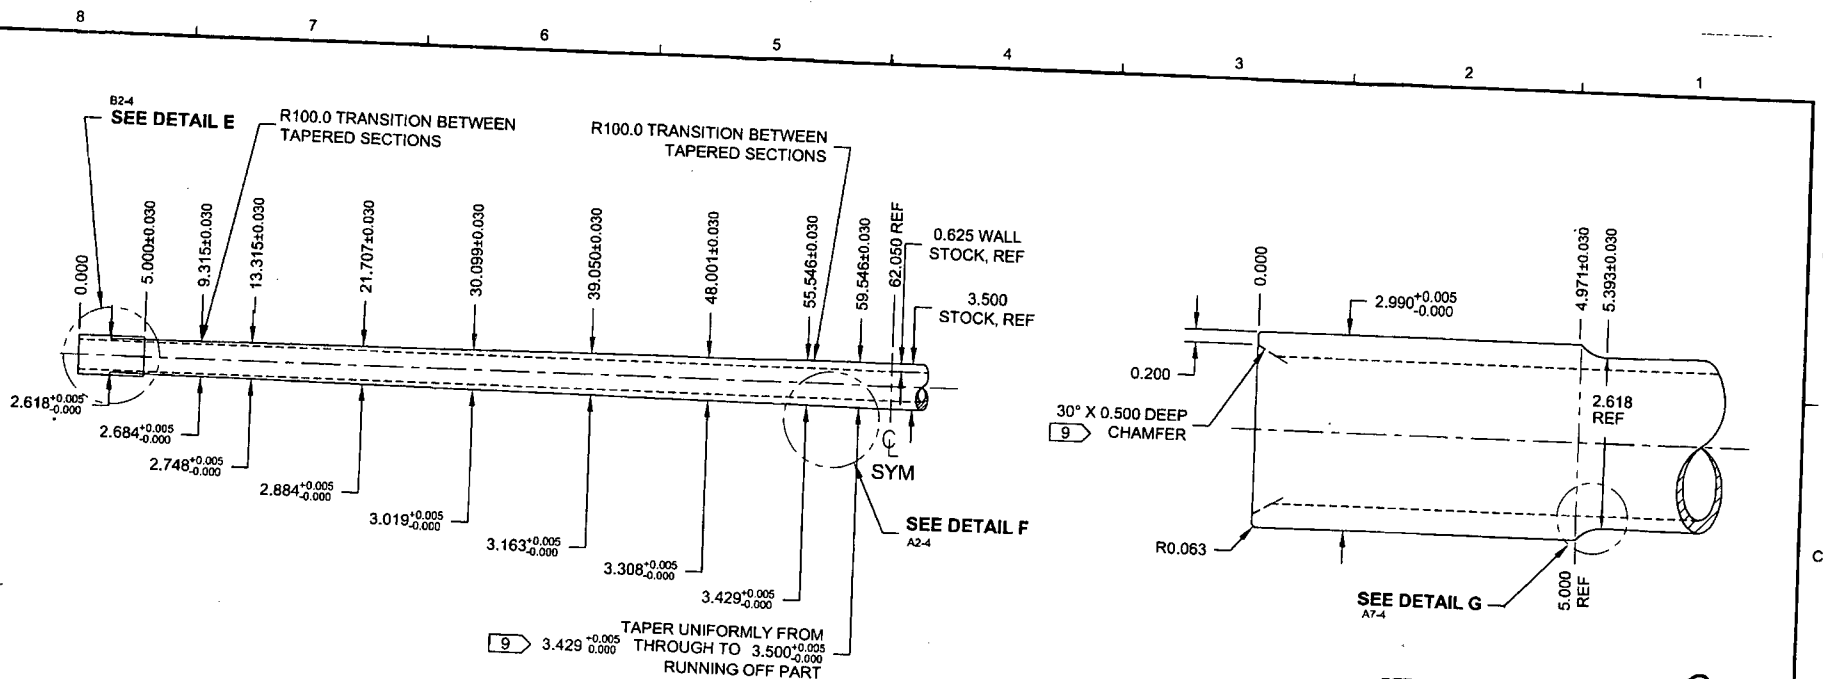 8
7
6
5
4
3
2
1
B2-4
SEE DETAIL E
R100.0 TRANSITION BETWEEN
TAPERED SECTIONS
R100.0 TRANSITION BETWEEN
TAPERED SECTIONS
0.000
5.000±0.030
9.315±0.030
13.315±0.030
21.707±0.030
30.099±0.030
39.050±0.030
48.001±0.030
55.546±0.030
59.546±0.030
62.050 REF
0.625 WALL
STOCK, REF
3.500
STOCK, REF
2.618+0.005
-0.000
2.684+0.005
-0.000
2.748+0.005
-0.000
2.884+0.005
-0.000
3.019+0.005
-0.000
3.163+0.005
-0.000
3.308+0.005
-0.000
3.429+0.005
-0.000
CL
SYM
SEE DETAIL F
A2-4
TAPER UNIFORMLY FROM
9 3.429 +0.005 0.000 THROUGH TO 3.500+0.005 -0.000
RUNNING OFF PART
0.000
2.990+0.005
-0.000
4.971±0.030
5.393±0.030
0.200
30° X 0.500 DEEP
9 CHAMFER
2.618
REF
R0.063
SEE DETAIL G
A7-4
5.000
REF
C